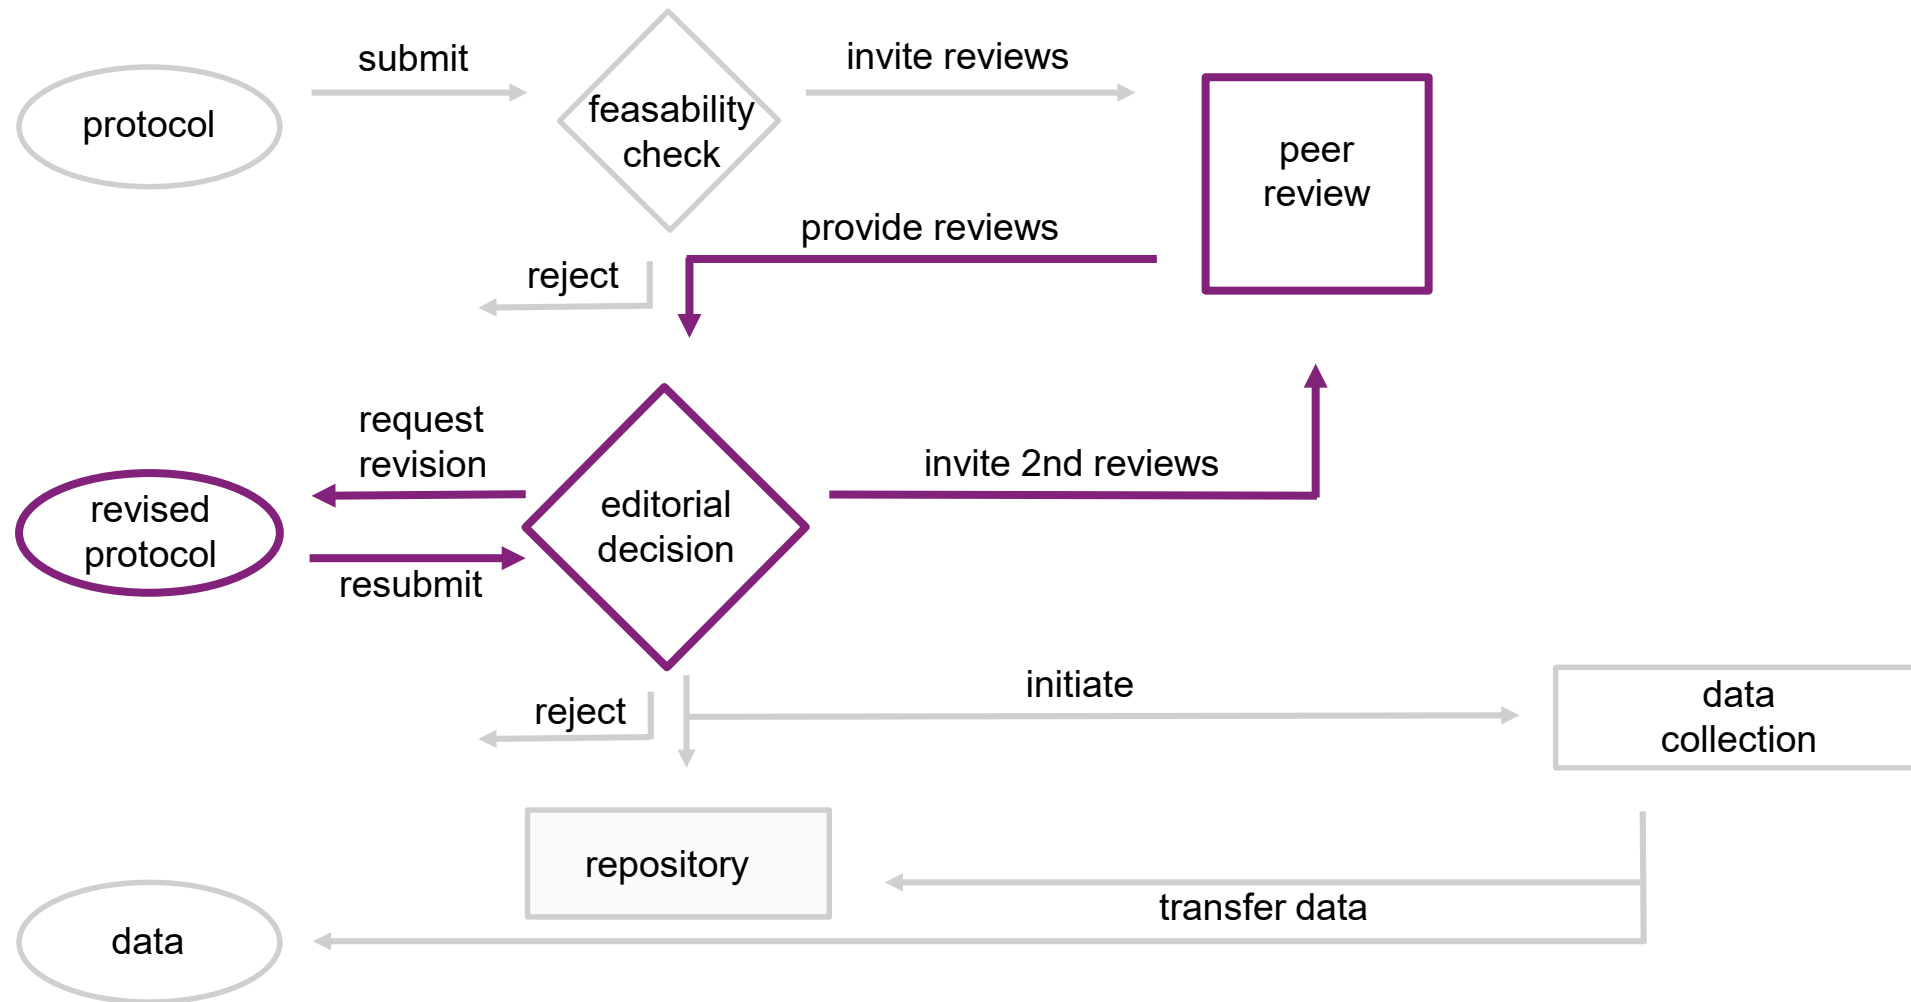 submit
invite reviews
protocol
feasability
check
peer
review
provide reviews
reject
request
revision
invite 2nd reviews
revised
protocol
editorial
decision
resubmit
initiate
reject
data
collection
repository
transfer data
data